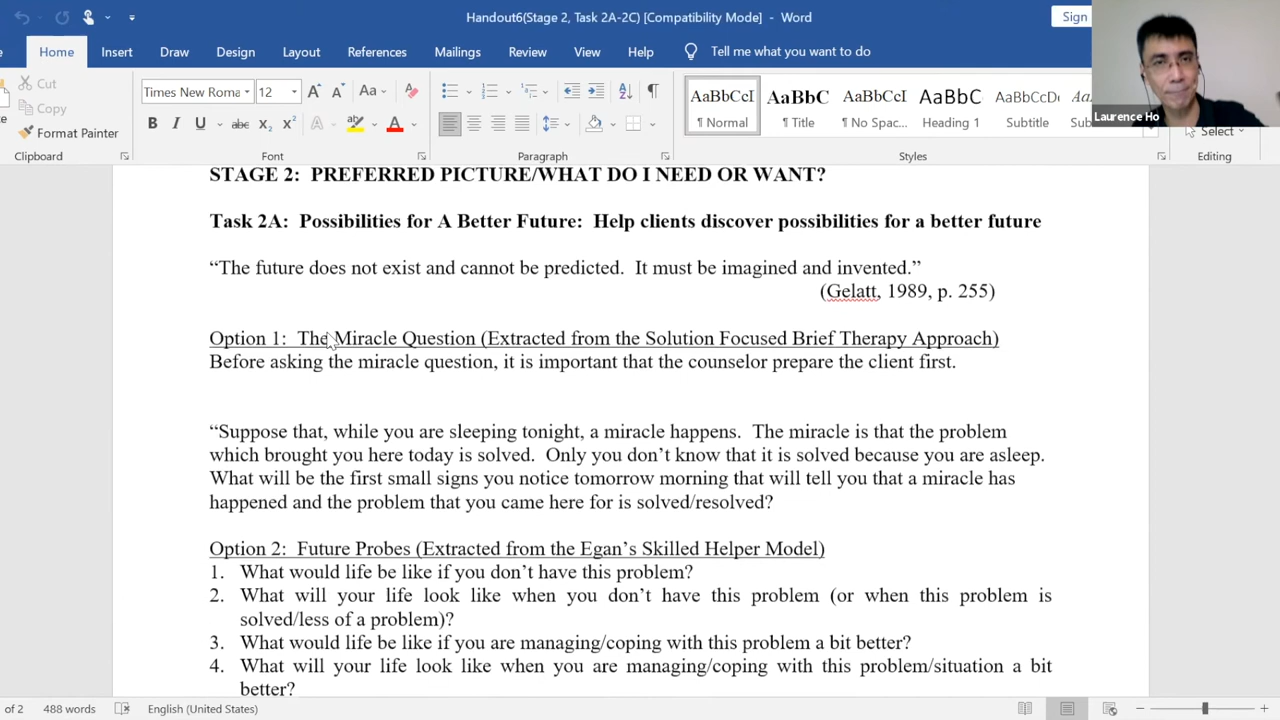 Handout6(Stage 2, Task 2A-2C) [Compatibility Mode] - Word
Sign
Home Insert Draw Design Layout References Mailings Review View Help Tell me what you want to do
Cut
Copy
Format Painter
Times New Roma 12
AaBbCcI AaBbC AaBbCcI AaBbC AaBbCcDc
¶ Normal ¶ Title ¶ No Spac... Heading 1 Subtitle
Select
Clipboard Font Paragraph Styles Editing
Laurence Ho
STAGE 2: PREFERRED PICTURE/WHAT DO I NEED OR WANT?
Task 2A: Possibilities for A Better Future: Help clients discover possibilities for a better future
“The future does not exist and cannot be predicted. It must be imagined and invented.”
(Gelatt, 1989, p. 255)
Option 1: The Miracle Question (Extracted from the Solution Focused Brief Therapy Approach)
Before asking the miracle question, it is important that the counselor prepare the client first.
“Suppose that, while you are sleeping tonight, a miracle happens. The miracle is that the problem
which brought you here today is solved. Only you don’t know that it is solved because you are asleep.
What will be the first small signs you notice tomorrow morning that will tell you that a miracle has
happened and the problem that you came here for is solved/resolved?
Option 2: Future Probes (Extracted from the Egan’s Skilled Helper Model)
1. What would life be like if you don’t have this problem?
2. What will your life look like when you don’t have this problem (or when this problem is
solved/less of a problem)?
3. What would life be like if you are managing/coping with this problem a bit better?
4. What will your life look like when you are managing/coping with this problem/situation a bit
better?
of 2 488 words English (United States)